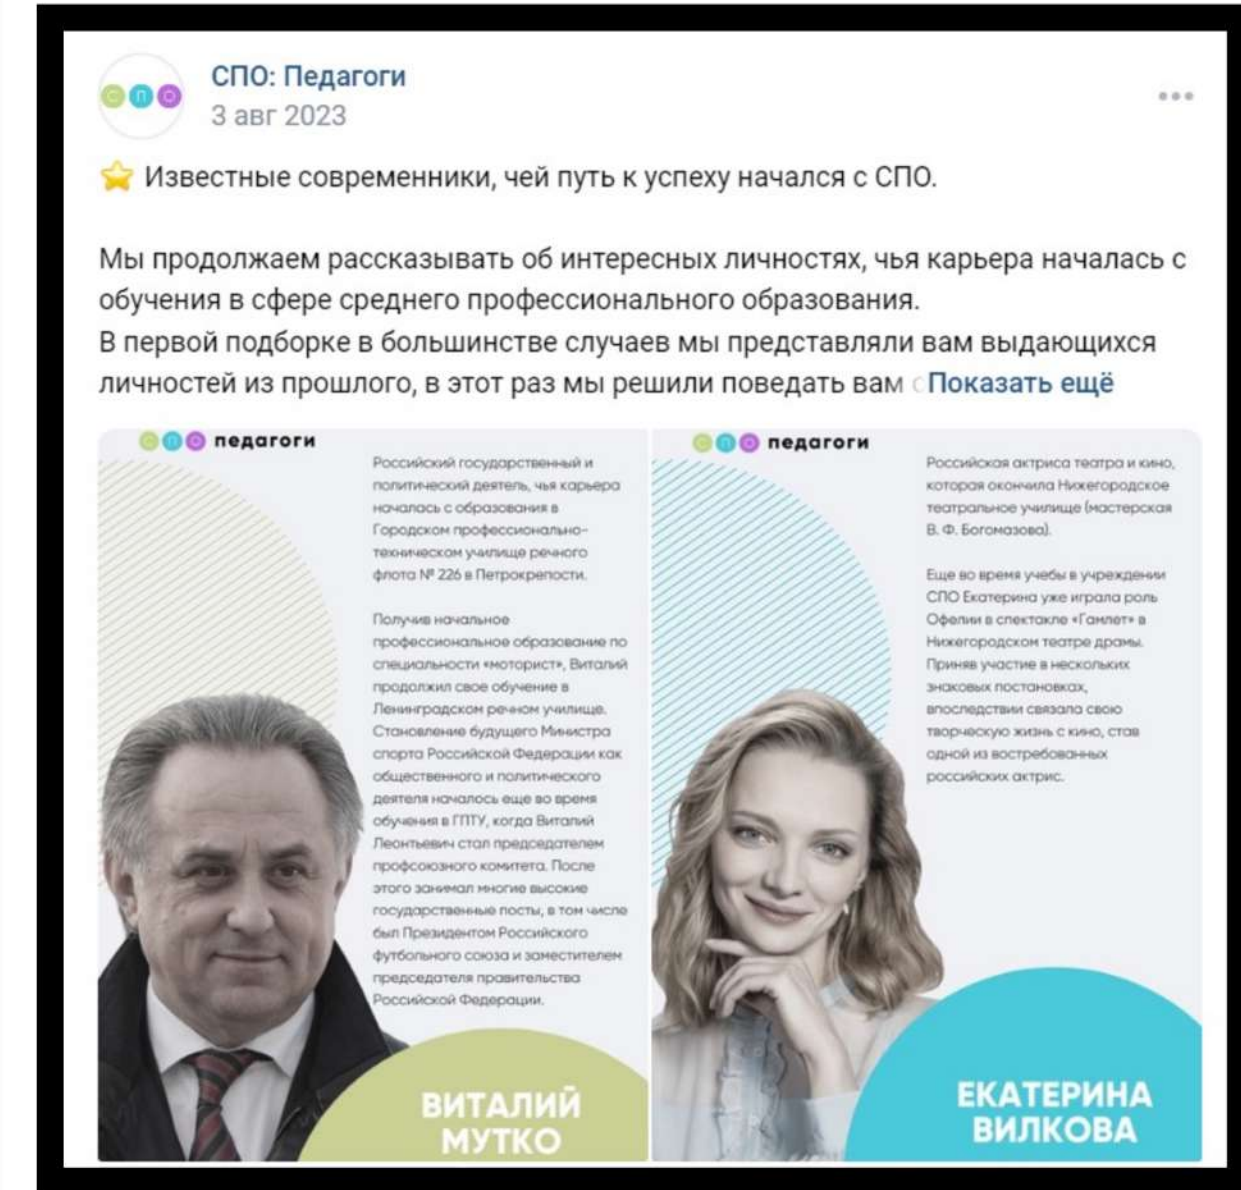 С П О
СПО: Педагоги
3 авг 2023
Известные современники, чей путь к успеху начался с СПО.
Мы продолжаем рассказывать об интересных личностях, чья карьера началась с
обучения в сфере среднего профессионального образования.
В первой подборке в большинстве случаев мы представляли вам выдающихся
личностей из прошлого, в этот раз мы решили поведать вам с Показать ещё
С П О педагоги
Российский государственный и
политический деятель, чья карьера
началась с образования в
Городском профессионально-
техническом училище речного
флота № 226 в Петрокрепости.
Получив начальное
профессиональное образование по
специальности «моторист», Виталий
продолжил свое обучение в
Ленинградском речном училище.
Становление будущего Министра
спорта Российской Федерации как
общественного и политического
деятеля началось еще во время
обучения в ГПТУ, когда Виталий
Леонтьевич стал председателем
профсоюзного комитета. После
этого занимал многие высокие
государственные посты, в том числе
был Президентом Российского
футбольного союза и заместителем
председателя правительства
Российской Федерации.
ВИТАЛИЙ
МУТКО
С П О педагоги
Российская актриса театра и кино,
которая окончила Нижегородское
театральное училище (мастерская
В. Ф. Богомазова).
Еще во время учебы в учреждении
СПО Екатерина уже играла роль
Офелии в спектакле «Гамлет» в
Нижегородском театре драмы.
Приняв участие в нескольких
знаковых постановках,
впоследствии связала свою
творческую жизнь с кино, став
одной из востребованных
российских актрис.
ЕКАТЕРИНА
ВИЛКОВА